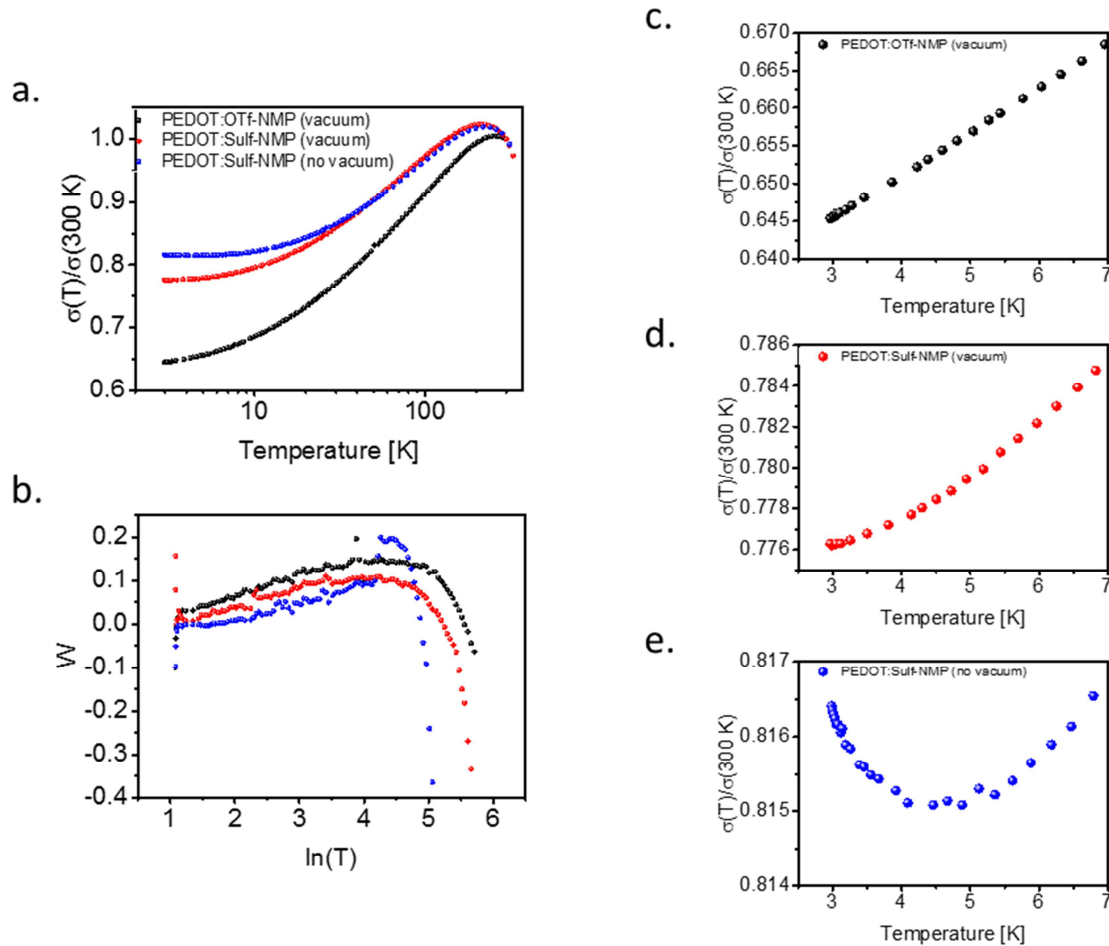 a.
PEDOT:OTf-NMP (vacuum)
PEDOT:Sulf-NMP (vacuum)
PEDOT:Sulf-NMP (no vacuum)
σ(T)/σ(300 K)
1.0
0.9
0.8
0.7
0.6
10
100
Temperature [K]
b.
W
0.2
0.1
0.0
-0.1
-0.2
-0.3
-0.4
1
2
3
4
5
6
ln(T)
c.
PEDOT:OTf-NMP (vacuum)
σ(T)/σ(300 K)
0.670
0.665
0.660
0.655
0.650
0.645
0.640
3
4
5
6
7
Temperature [K]
d.
PEDOT:Sulf-NMP (vacuum)
σ(T)/σ(300 K)
0.786
0.784
0.782
0.780
0.778
0.776
3
4
5
6
7
Temperature [K]
e.
PEDOT:Sulf-NMP (no vacuum)
σ(T)/σ(300 K)
0.817
0.816
0.815
0.814
3
4
5
6
7
Temperature [K]